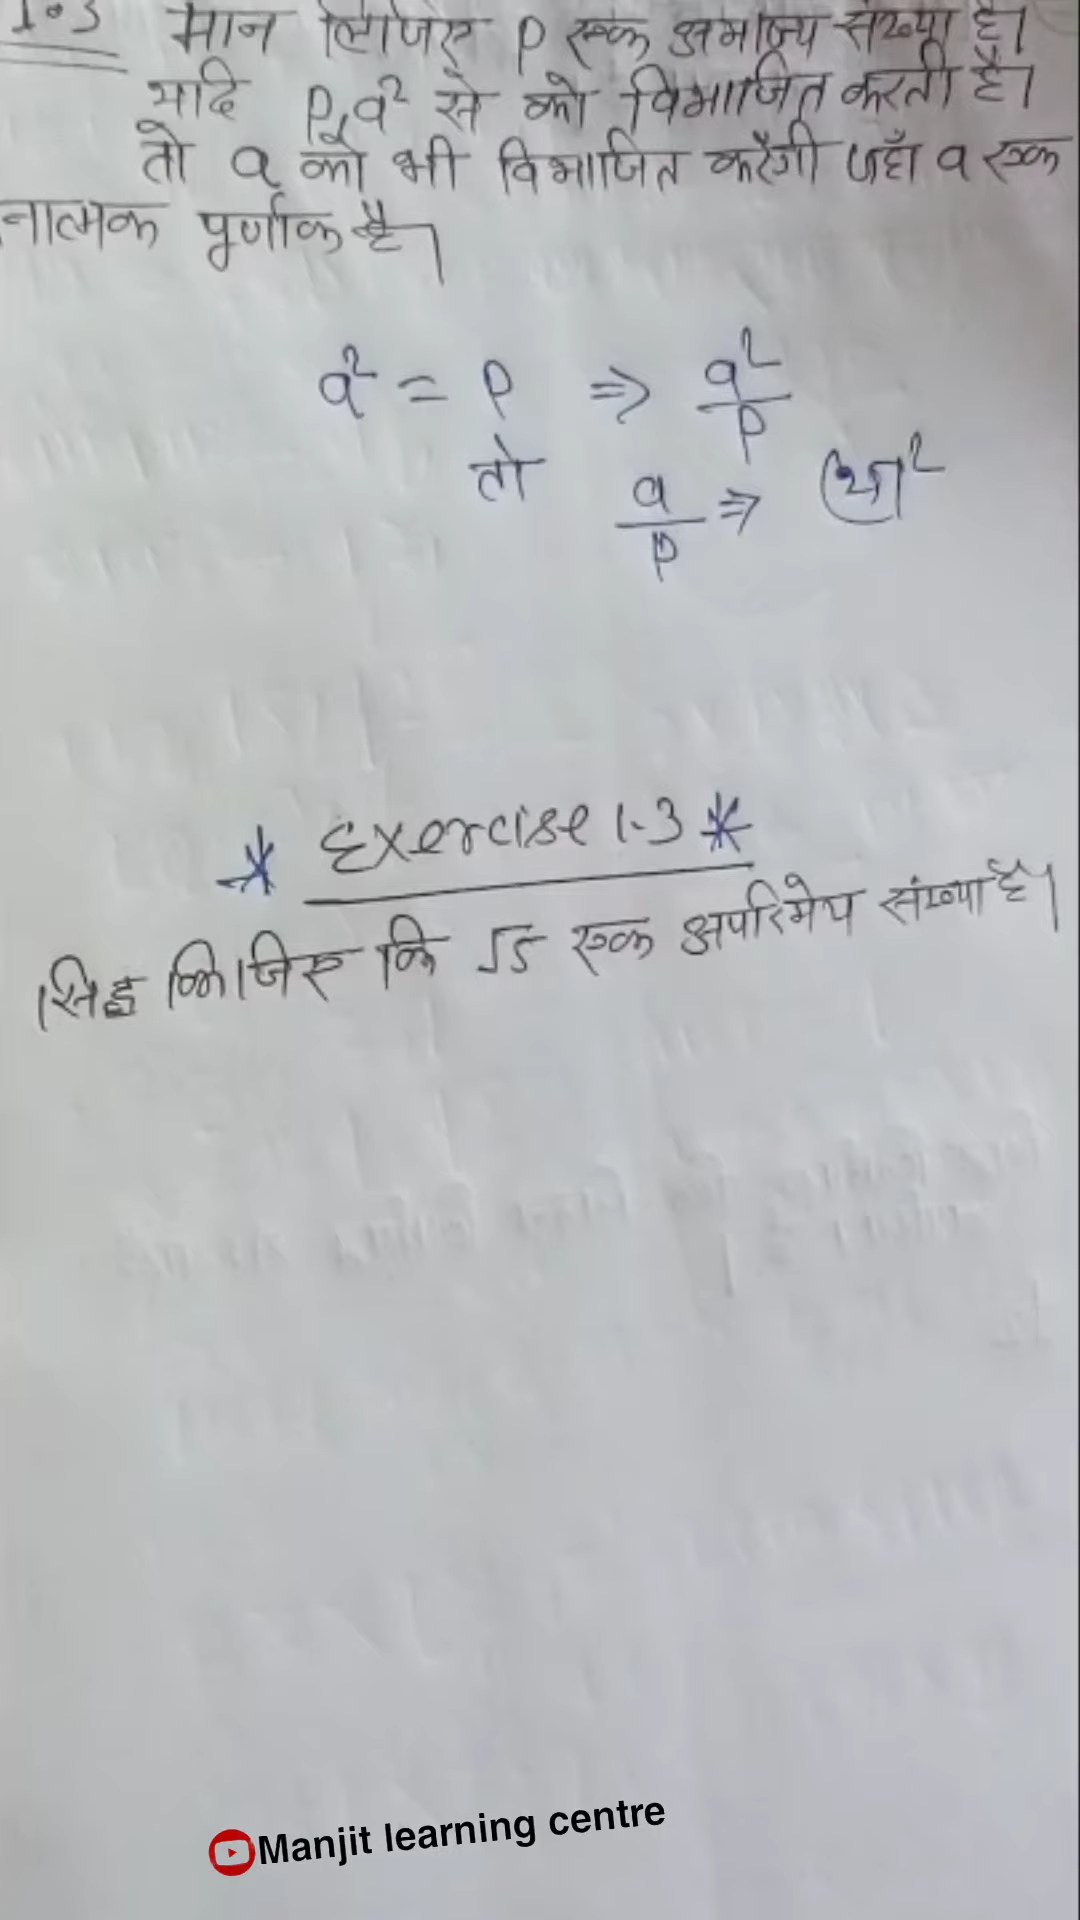 1.3 मान लिजिए P एक अभाज्य संख्या है।
यदि P, a² से को विभाजित करती है।
तो a को भी विभाजित करेगी जहाँ a एक
नात्मक पूर्णांक है।
a² = P ⇒ a²/P
तो a/P ⇒
* Exercise 1.3 *
सिद्ध किजिए कि √5 एक अपरिमेय संख्या है।
Manjit learning centre